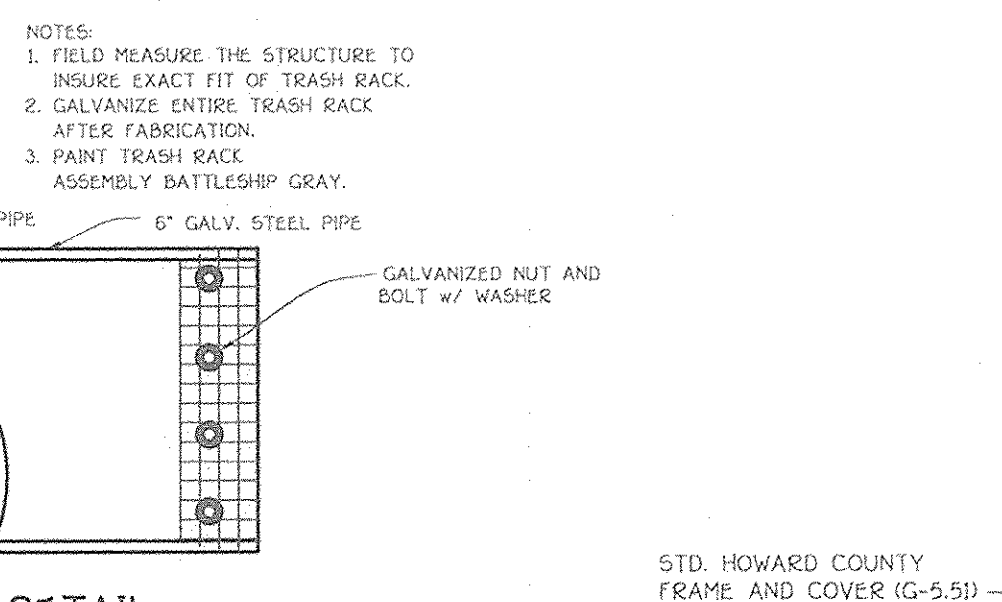 NOTES:
1. FIELD MEASURE THE STRUCTURE TO
INSURE EXACT FIT OF TRASH RACK.
2. GALVANIZE ENTIRE TRASH RACK
AFTER FABRICATION.
3. PAINT TRASH RACK
ASSEMBLY BATTLESHIP GRAY.
PIPE
6" GALV. STEEL PIPE
GALVANIZED NUT AND
BOLT w/ WASHER
STD. HOWARD COUNTY
FRAME AND COVER (G-5.51)